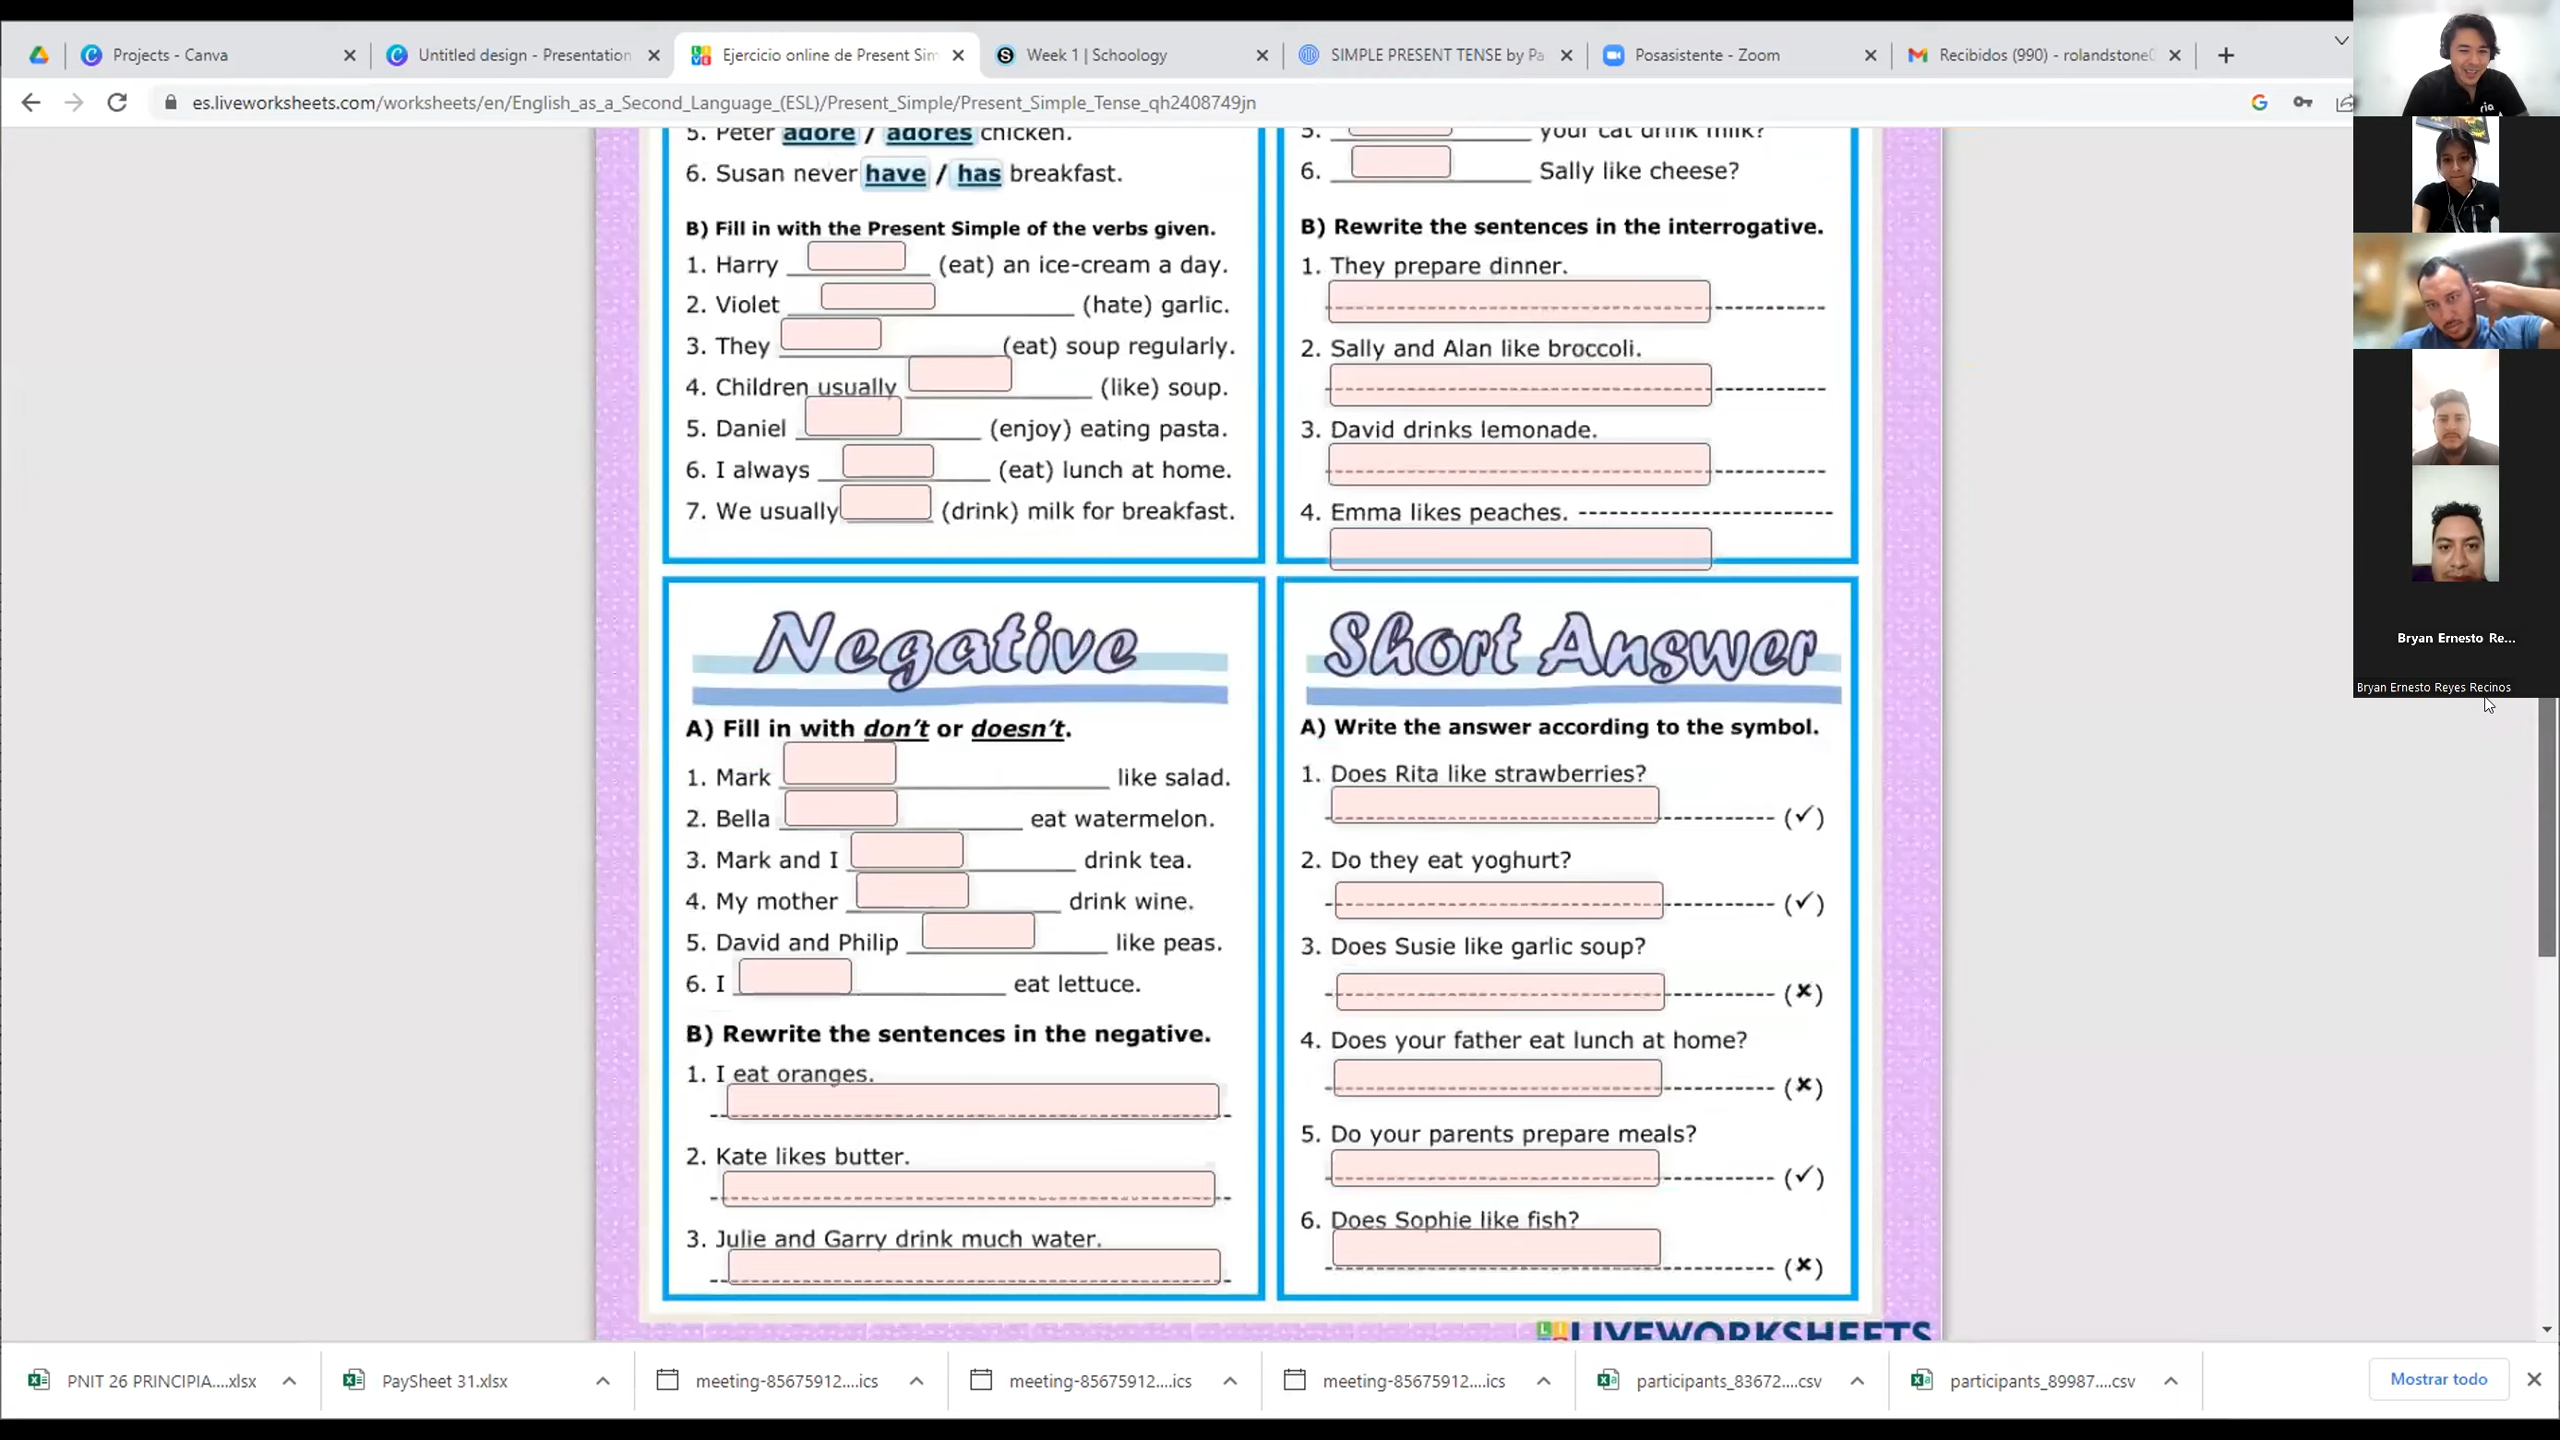 Projects - Canva
Untitled design - Presentation
Ejercicio online de Present Sim
Week 1 | Schoology
SIMPLE PRESENT TENSE by Pa
Posasistente - Zoom
Recibidos (990) - rolandstone
es.liveworksheets.com/worksheets/en/English_as_a_Second_Language_(ESL)/Present_Simple/Present_Simple_Tense_qh2408749jn
5. Peter adore / adores chicken.
6. Susan never have / has breakfast.
B) Fill in with the Present Simple of the verbs given.
1. Harry (eat) an ice-cream a day.
2. Violet (hate) garlic.
3. They (eat) soup regularly.
4. Children usually (like) soup.
5. Daniel (enjoy) eating pasta.
6. I always (eat) lunch at home.
7. We usually (drink) milk for breakfast.
5. your cat drink milk?
6. Sally like cheese?
B) Rewrite the sentences in the interrogative.
1. They prepare dinner.
2. Sally and Alan like broccoli.
3. David drinks lemonade.
4. Emma likes peaches.
Negative
A) Fill in with don't or doesn't.
1. Mark like salad.
2. Bella eat watermelon.
3. Mark and I drink tea.
4. My mother drink wine.
5. David and Philip like peas.
6. I eat lettuce.
B) Rewrite the sentences in the negative.
1. I eat oranges.
2. Kate likes butter.
3. Julie and Garry drink much water.
Short Answer
A) Write the answer according to the symbol.
1. Does Rita like strawberries?
(✓)
2. Do they eat yoghurt?
(✓)
3. Does Susie like garlic soup?
(✗)
4. Does your father eat lunch at home?
(✗)
5. Do your parents prepare meals?
(✓)
6. Does Sophie like fish?
(✗)
LIVEWORKSHEETS
ria
Bryan Ernesto Re...
Bryan Ernesto Reyes Recinos
PNIT 26 PRINCIPIA....xlsx
PaySheet 31.xlsx
meeting-85675912....ics
meeting-85675912....ics
meeting-85675912....ics
participants_83672....csv
participants_89987....csv
Mostrar todo